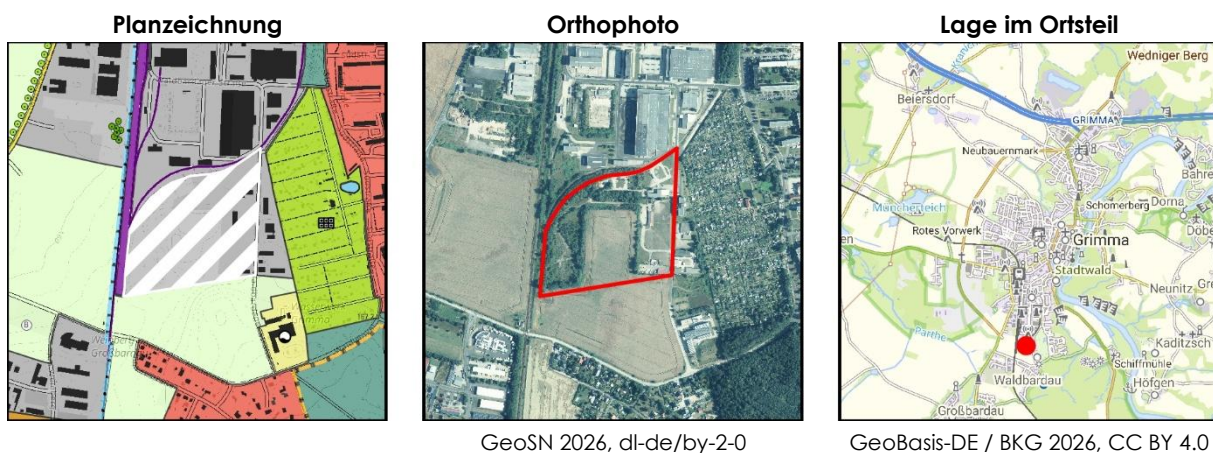 Planzeichnung
Orthophoto
Lage im Ortsteil
Wedniger Berg
Beiersdorf
GRIMMA
Neubauernmark
Bahre
Münchteich
Schomerberg
Dorna
Rotes Vorwerk
Grimma
Stadtwald
Neunitz
Parthe
Kaditzsch
Schiffmühle
Waldbardau
Höfgen
Großbardau
GeoSN 2026, dl-de/by-2-0
GeoBasis-DE / BKG 2026, CC BY 4.0